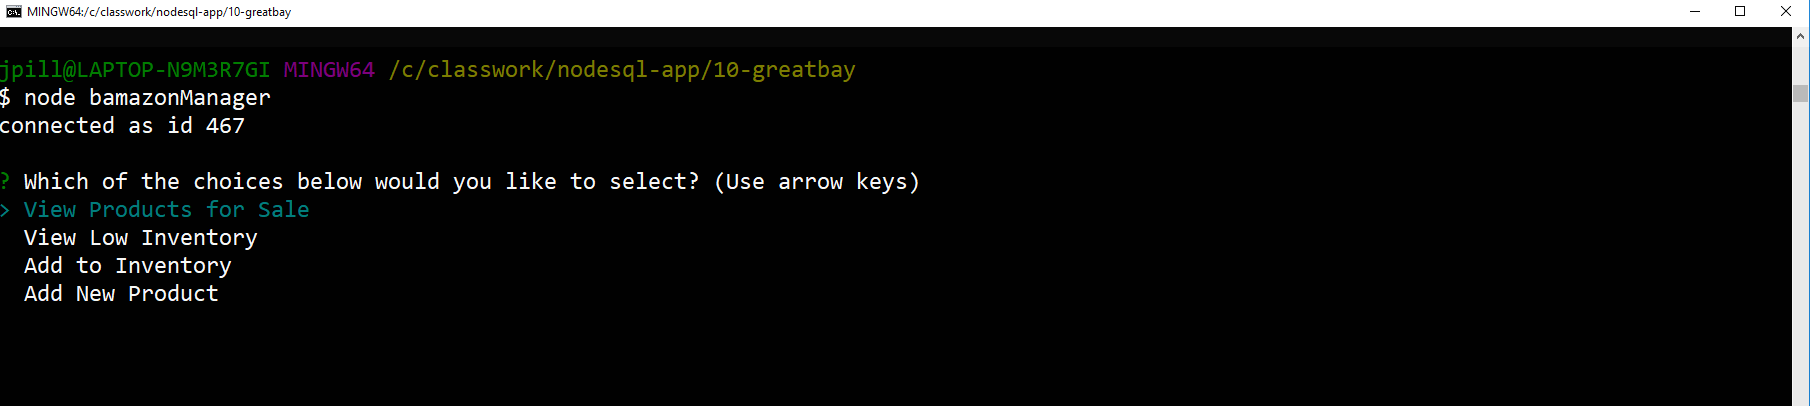 MINGW64:/c/classwork/nodesql-app/10-greatbay
jpill@LAPTOP-N9M3R7GI MINGW64 /c/classwork/nodesql-app/10-greatbay
$ node bamazonManager
connected as id 467
? Which of the choices below would you like to select? (Use arrow keys)
> View Products for Sale
View Low Inventory
Add to Inventory
Add New Product